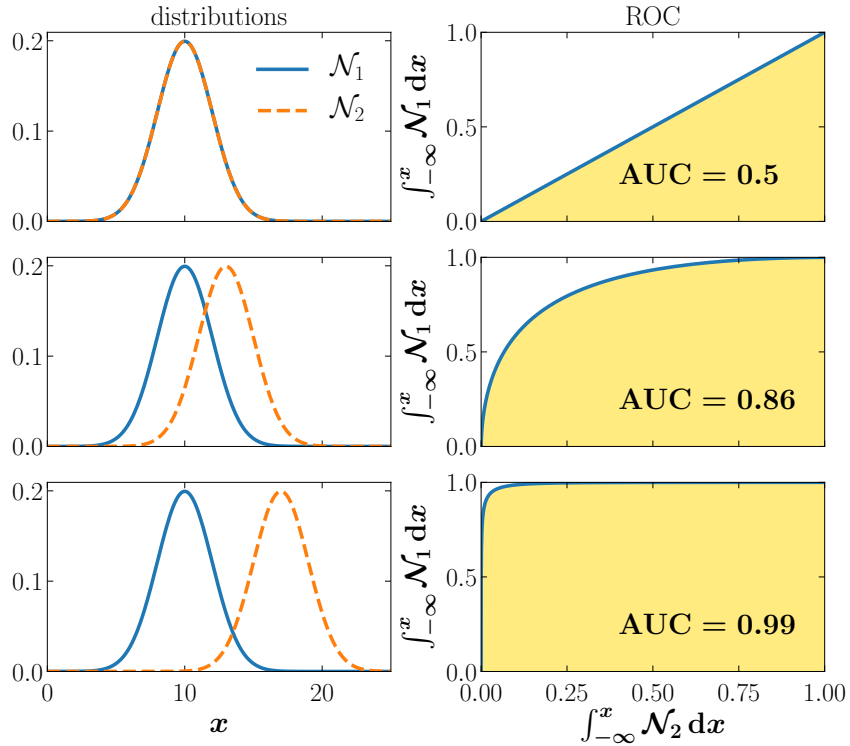 distributions
ROC
0.2
0.1
0.0
𝒩₁
𝒩₂
1.0
0.5
0.0
∫₋∞ˣ 𝒩₁ dx
AUC = 0.5
0.2
0.1
0.0
1.0
0.5
0.0
∫₋∞ˣ 𝒩₁ dx
AUC = 0.86
0.2
0.1
0.0
0
10
20
x
1.0
0.5
0.0
∫₋∞ˣ 𝒩₁ dx
AUC = 0.99
0.00
0.25
0.50
0.75
1.00
∫₋∞ˣ 𝒩₂ dx